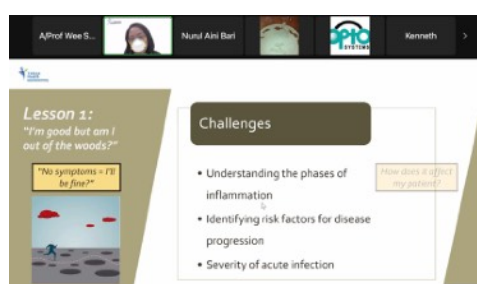 A/Prof Wee S...
Nurul Aini Bari
OPTO
SYSTEMS
Kenneth
Lesson 1:
"I'm good but am I
out of the woods?"
"No symptoms = I'll
be fine?"
Challenges
• Understanding the phases of
inflammation
• Identifying risk factors for disease
progression
• Severity of acute infection
How does it affect
my patient?